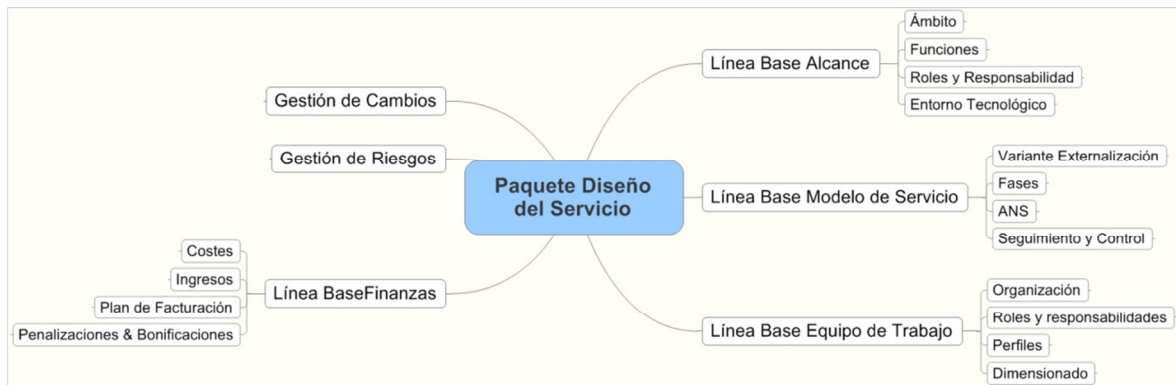 Ámbito
Línea Base Alcance
Funciones
Roles y Responsabilidad
Entorno Tecnológico
Gestión de Cambios
Gestión de Riesgos
Paquete Diseño
del Servicio
Variante Externalización
Línea Base Modelo de Servicio
Fases
ANS
Seguimiento y Control
Costes
Ingresos
Línea BaseFinanzas
Plan de Facturación
Penalizaciones & Bonificaciones
Organización
Línea Base Equipo de Trabajo
Roles y responsabilidades
Perfiles
Dimensionado